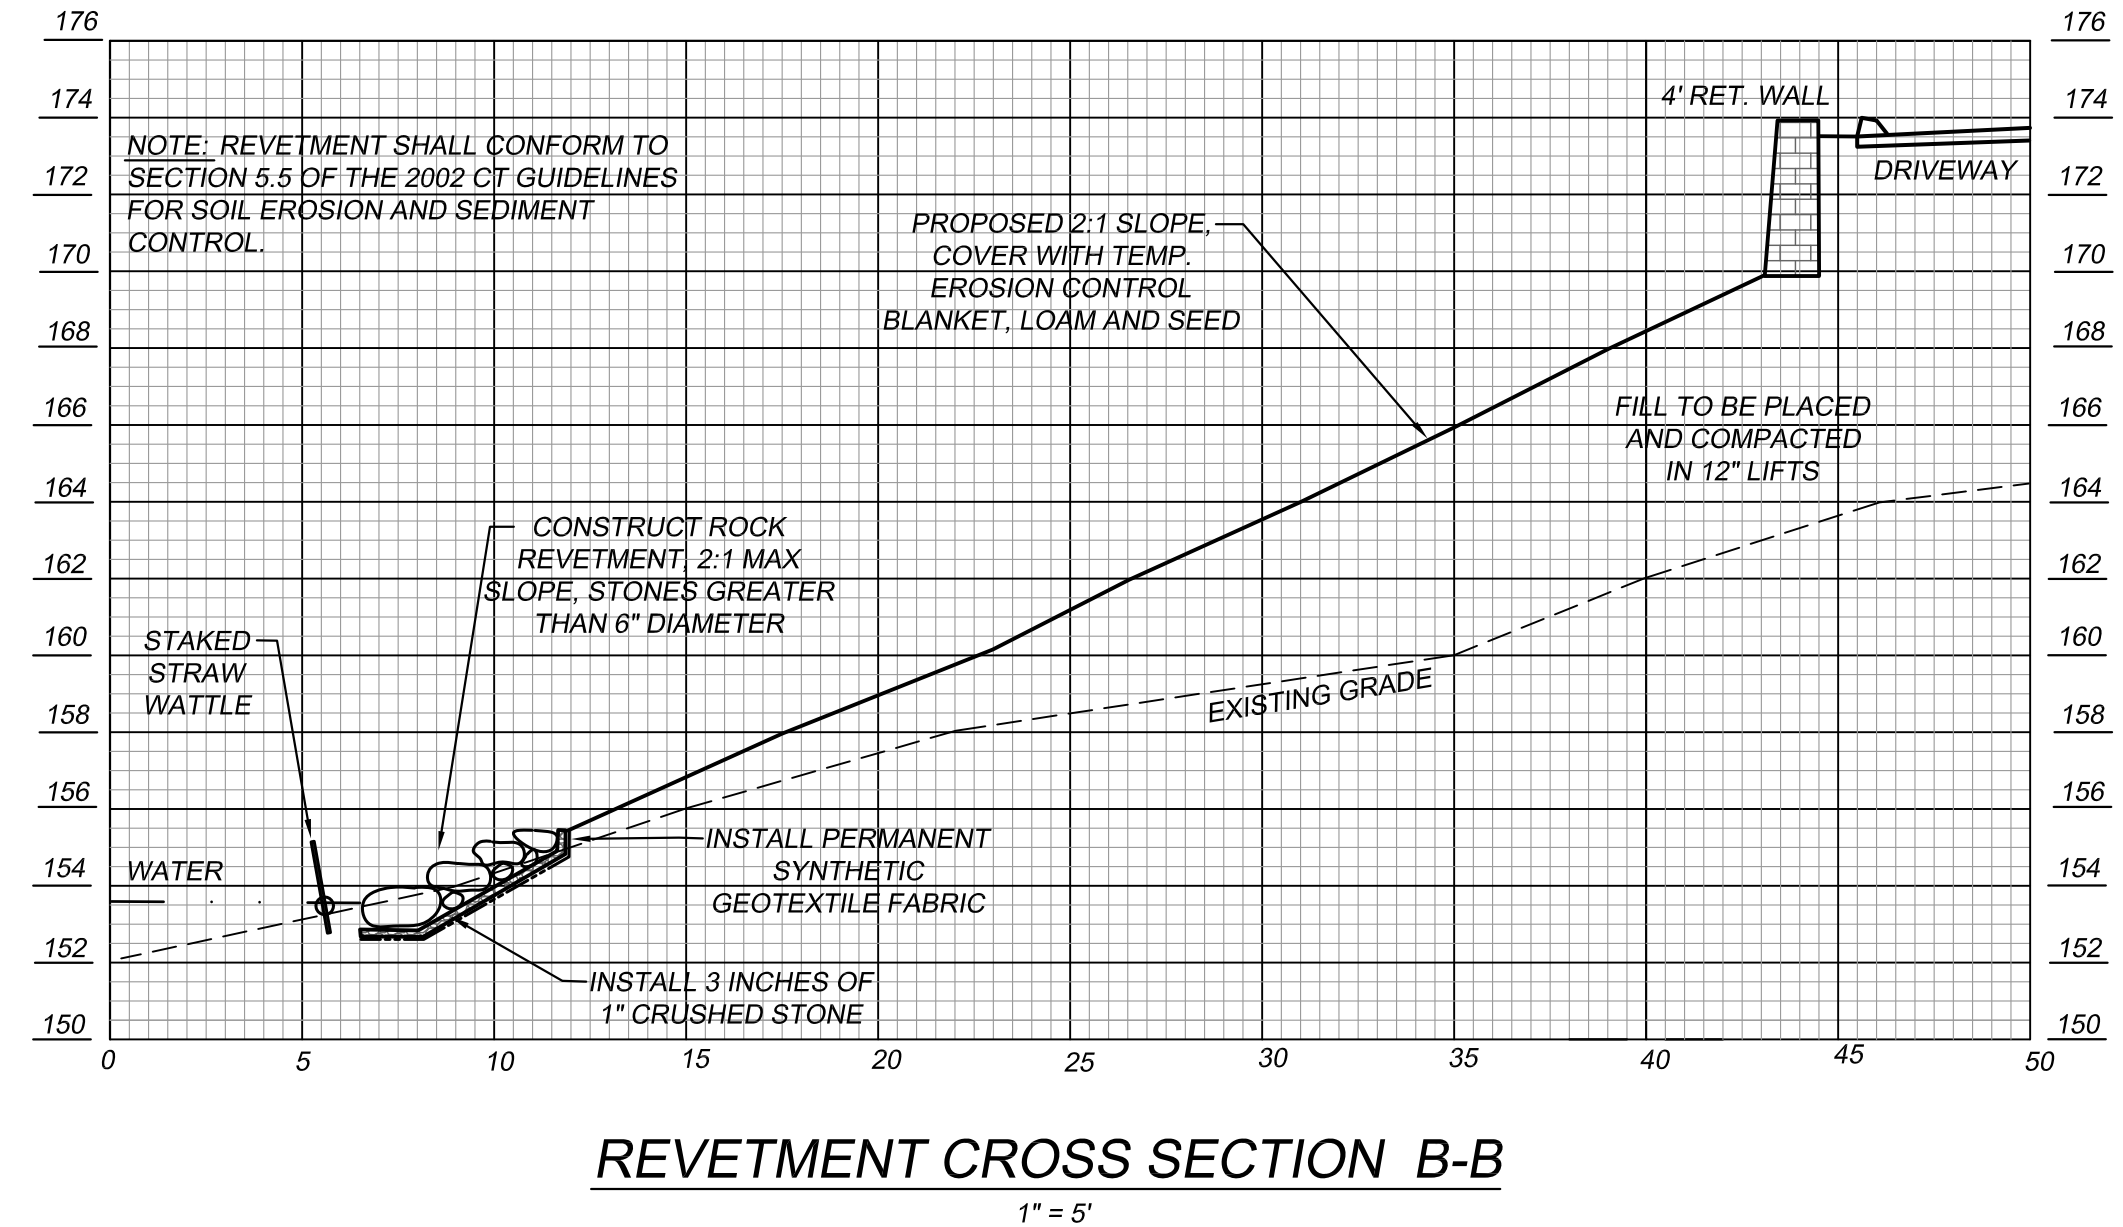 176
176
174
174
4' RET. WALL
NOTE: REVETMENT SHALL CONFORM TO
SECTION 5.5 OF THE 2002 CT GUIDELINES
FOR SOIL EROSION AND SEDIMENT
CONTROL.
DRIVEWAY
172
172
PROPOSED 2:1 SLOPE,
COVER WITH TEMP.
EROSION CONTROL
BLANKET, LOAM AND SEED
170
170
168
168
166
166
FILL TO BE PLACED
AND COMPACTED
IN 12" LIFTS
164
164
CONSTRUCT ROCK
REVETMENT, 2:1 MAX
SLOPE, STONES GREATER
THAN 6" DIAMETER
162
162
160
160
STAKED
STRAW
WATTLE
EXISTING GRADE
158
158
156
156
INSTALL PERMANENT
SYNTHETIC
GEOTEXTILE FABRIC
154
154
WATER
152
152
INSTALL 3 INCHES OF
1" CRUSHED STONE
150
150
0
5
10
15
20
25
30
35
40
45
50
REVETMENT CROSS SECTION B-B
1" = 5'